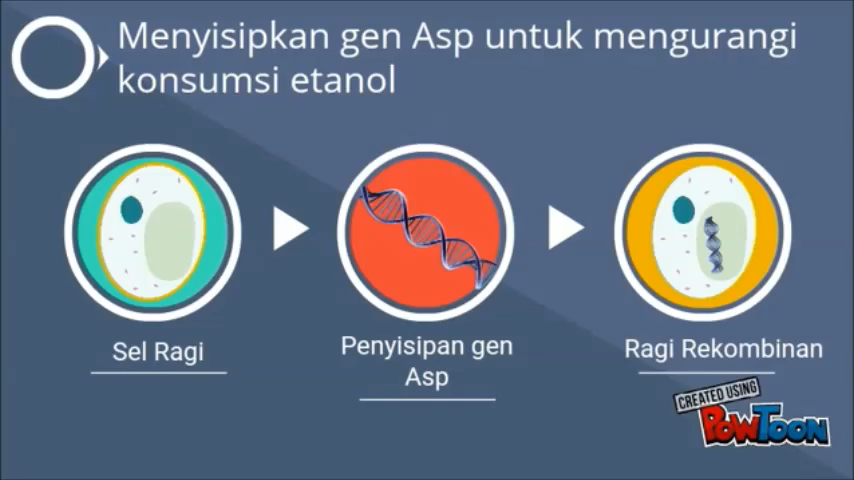 Menyisipkan gen Asp untuk mengurangi
konsumsi etanol
Sel Ragi
Penyisipan gen
Asp
Ragi Rekombinan
CREATED USING
POWTOON